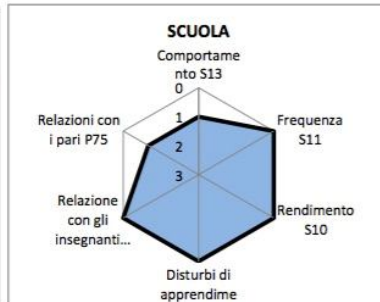 SCUOLA
Comportame
nto S13
0
1
2
3
Frequenza
S11
Rendimento
S10
Disturbi di
apprendime
Relazione
con gli
insegnanti...
Relazioni con
i pari P75